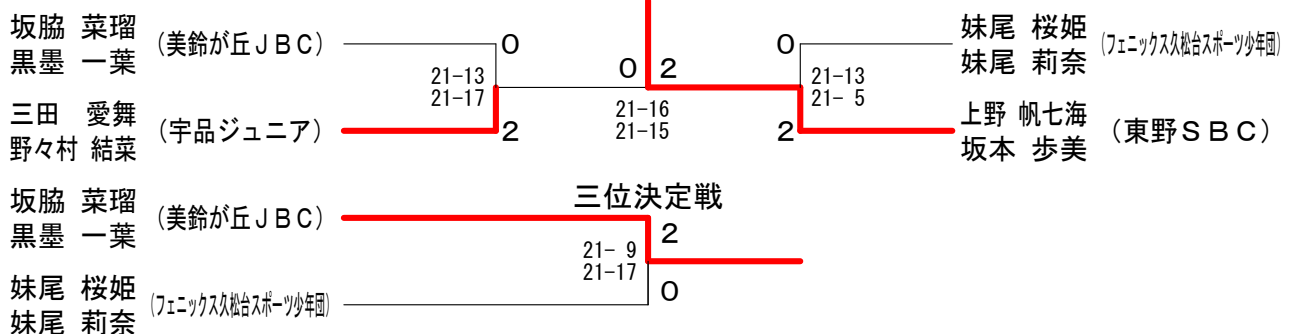 坂脇 菜瑠
黒墨 一葉
(美鈴が丘JBC)
0
21-13
21-17
三田 愛舞
野々村 結菜
(宇品ジュニア)
2
0 2
21-16
21-15
0
21-13
21- 5
2
妹尾 桜姫
妹尾 莉奈
(フェニックス久松台スポーツ少年団)
上野 帆七海
坂本 歩美
(東野SBC)
三位決定戦
坂脇 菜瑠
黒墨 一葉
(美鈴が丘JBC)
2
21- 9
21-17
0
妹尾 桜姫
妹尾 莉奈
(フェニックス久松台スポーツ少年団)